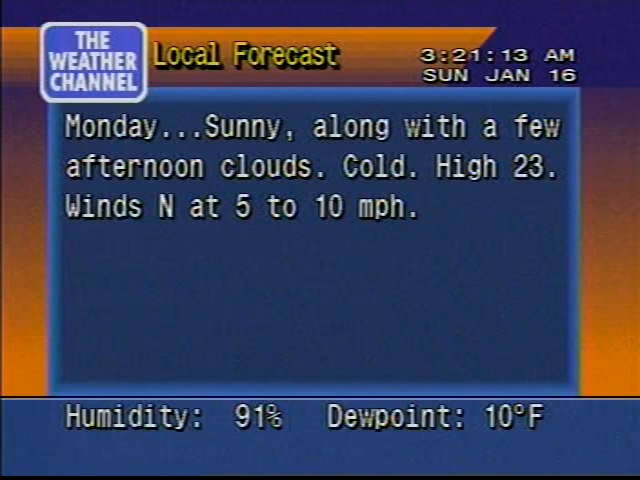 THE
WEATHER
CHANNEL
Local Forecast
3:21:13 AM
SUN JAN 16
Monday...Sunny, along with a few
afternoon clouds. Cold. High 23.
Winds N at 5 to 10 mph.
Humidity: 91% Dewpoint: 10°F